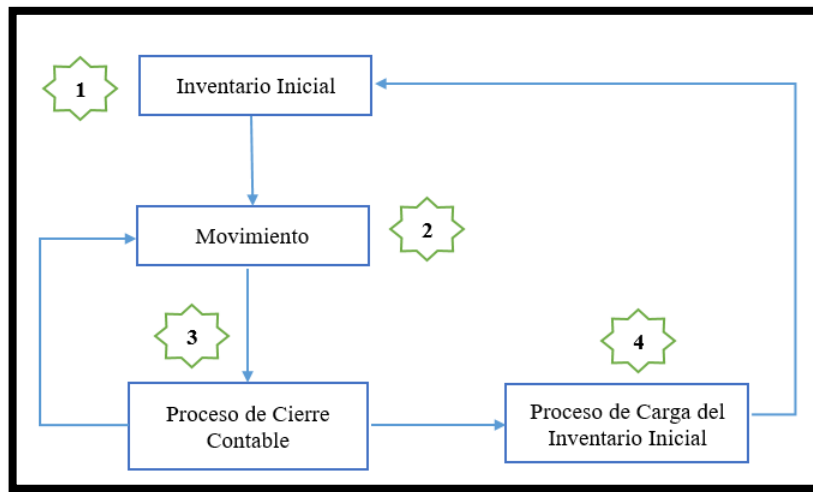 1
Inventario Inicial
Movimiento
2
3
4
Proceso de Cierre
Contable
Proceso de Carga del
Inventario Inicial